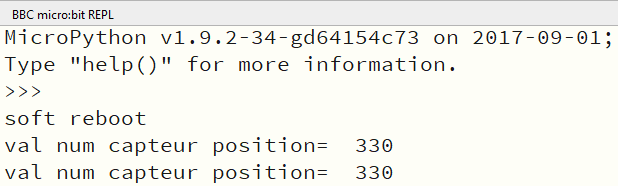 BBC micro:bit REPL
MicroPython v1.9.2-34-gd64154c73 on 2017-09-01;
Type "help()" for more information.
>>>
soft reboot
val num capteur position=  330
val num capteur position=  330